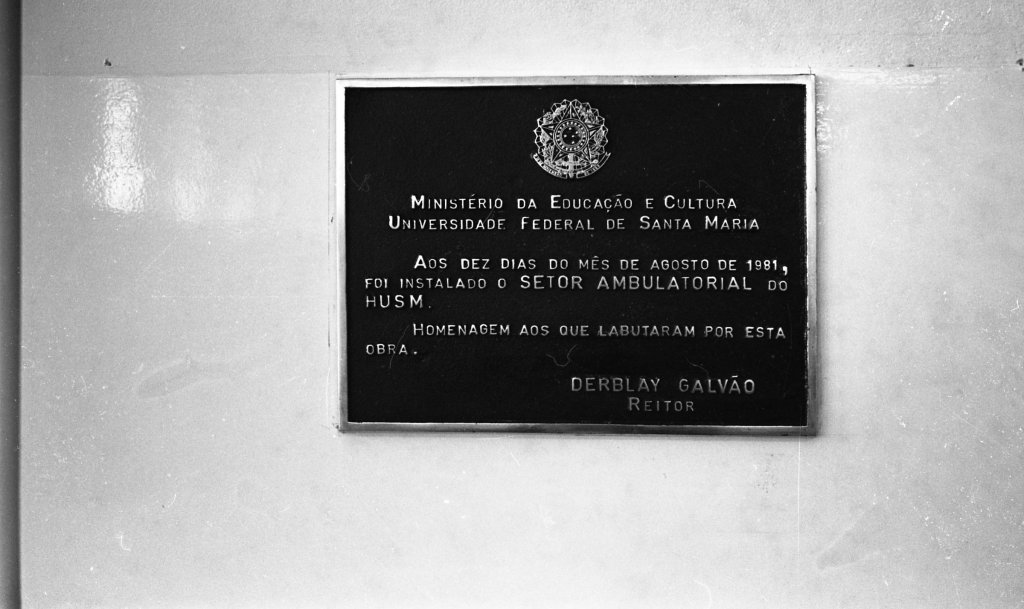 MINISTÉRIO DA EDUCAÇÃO E CULTURA
UNIVERSIDADE FEDERAL DE SANTA MARIA
AOS DEZ DIAS DO MÊS DE AGOSTO DE 1981,
FOI INSTALADO O SETOR AMBULATORIAL DO
HUSM.
HOMENAGEM AOS QUE LABUTARAM POR ESTA
OBRA.
DERBLAY GALVÃO
REITOR